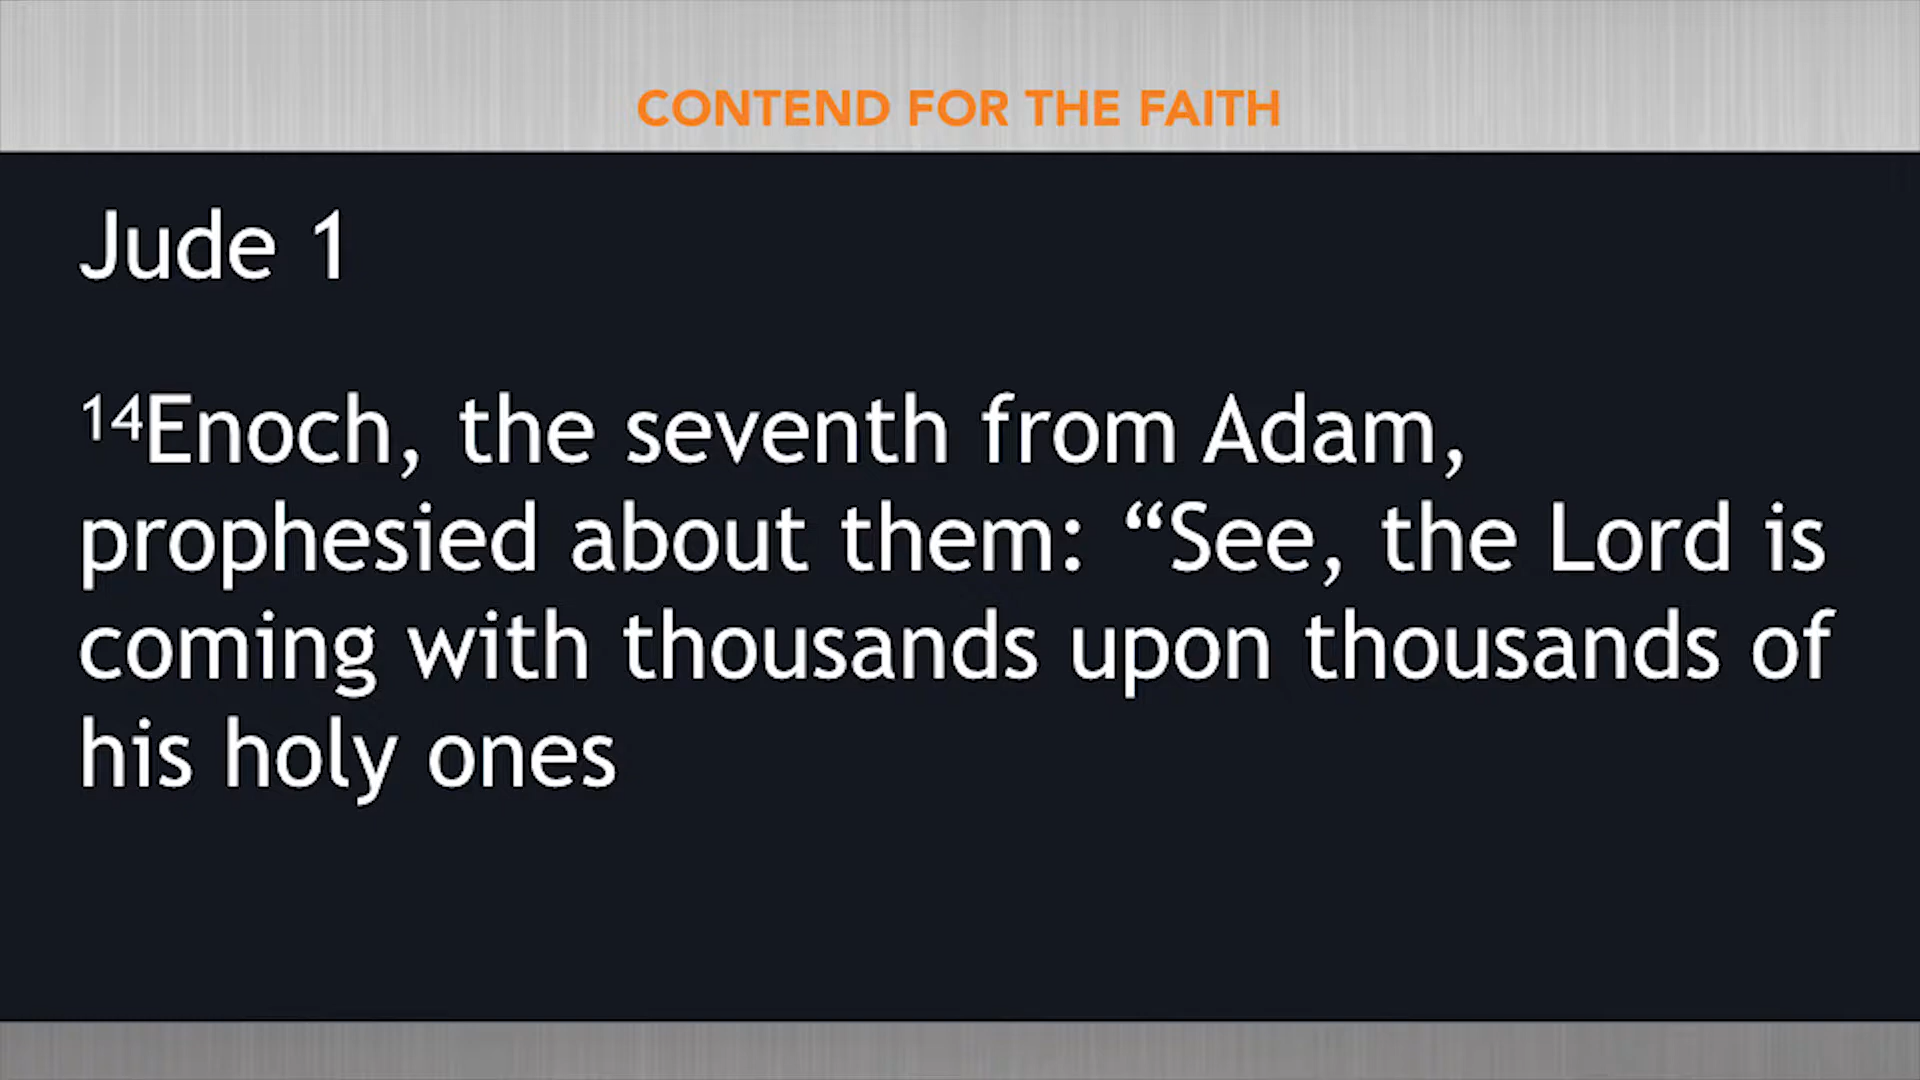 CONTEND FOR THE FAITH
Jude 1
14Enoch, the seventh from Adam,
prophesied about them: “See, the Lord is
coming with thousands upon thousands of
his holy ones